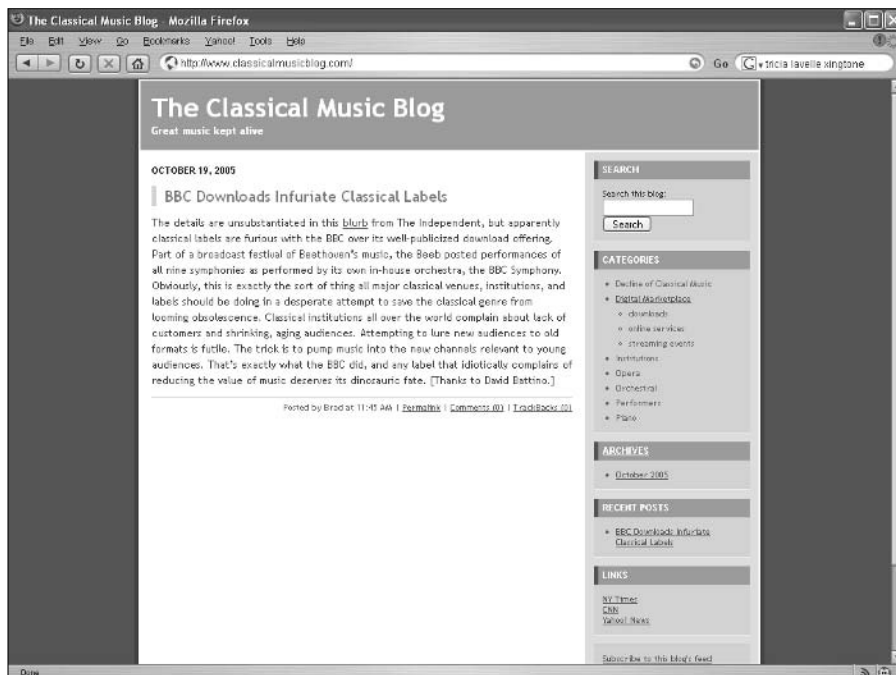 The Classical Music Blog - Mozilla Firefox
File Edit View Go Bookmarks Yahoo! Tools Help
http://www.classicalmusicblog.com/
Go
tricia lavelle xingtone
The Classical Music Blog
Great music kept alive
OCTOBER 19, 2005
BBC Downloads Infuriate Classical Labels
The details are unsubstantiated in this blurb from The Independent, but apparently
classical labels are furious with the BBC over its well-publicized download offering.
Part of a broadcast festival of Beethoven's music, the Beeb posted performances of
all nine symphonies as performed by its own in-house orchestra, the BBC Symphony.
Obviously, this is exactly the sort of thing all major classical venues, institutions, and
labels should be doing in a desperate attempt to save the classical genre from
looming obsolescence. Classical institutions all over the world complain about lack of
customers and shrinking, aging audiences. Attempting to lure new audiences to old
formats is futile. The trick is to pump music into the new channels relevant to young
audiences. That's exactly what the BBC did, and any label that idiotically complains of
reducing the value of music deserves its dinosauric fate. [Thanks to David Battino.]
Posted by Brad at 11:45 AM | Permalink | Comments (0) | TrackBacks (0)
SEARCH
Search this blog:
Search
CATEGORIES
Decline of Classical Music
Digital Marketplace
downloads
online services
streaming events
Institutions
Opera
Orchestral
Performers
Piano
ARCHIVES
October 2005
RECENT POSTS
BBC Downloads Infuriate
Classical Labels
LINKS
NY Times
CNN
Yahoo! News
Subscribe to this blog's feed
Done